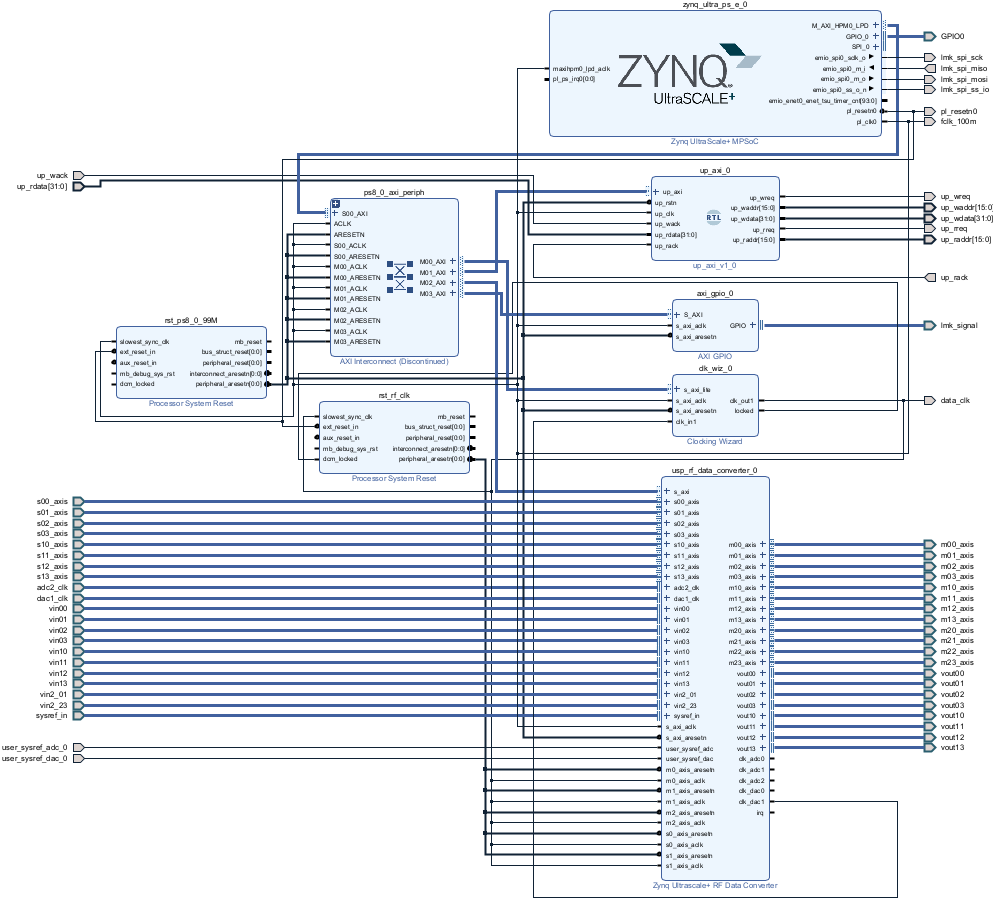 zynq_ultra_ps_e_0
M_AXI_HPM0_LPD
GPIO_0
SPI_0
emio_spi0_sclk_o
emio_spi0_m_i
emio_spi0_m_o
emio_spi0_ss_o_n
emio_enet0_enet_tsu_timer_cnt[93:0]
pl_resetn0
pl_clk0
maxihpm0_lpd_aclk
pl_ps_irq0[0:0]
ZYNQ
UltraSCALE+
Zynq UltraScale+ MPSoC
GPIO0
lmk_spi_sck
lmk_spi_miso
lmk_spi_mosi
lmk_spi_ss_io
pl_resetn0
fclk_100m
up_wack
up_rdata[31:0]
ps8_0_axi_periph
S00_AXI
ACLK
ARESETN
S00_ACLK
S00_ARESETN
M00_ACLK
M00_ARESETN
M01_ACLK
M01_ARESETN
M02_ACLK
M02_ARESETN
M03_ACLK
M03_ARESETN
M00_AXI
M01_AXI
M02_AXI
M03_AXI
AXI Interconnect (Discontinued)
up_axi_0
up_axi
up_rstn
up_clk
up_wack
up_rdata[31:0]
up_rack
RTL
up_wreq
up_waddr[15:0]
up_wdata[31:0]
up_rreq
up_raddr[15:0]
up_axi_v1_0
up_wreq
up_waddr[15:0]
up_wdata[31:0]
up_rreq
up_raddr[15:0]
up_rack
axi_gpio_0
S_AXI
s_axi_aclk
s_axi_aresetn
GPIO
AXI GPIO
lmk_signal
rst_ps8_0_99M
slowest_sync_clk
ext_reset_in
aux_reset_in
mb_debug_sys_rst
dcm_locked
mb_reset
bus_struct_reset[0:0]
peripheral_reset[0:0]
interconnect_aresetn[0:0]
peripheral_aresetn[0:0]
Processor System Reset
clk_wiz_0
s_axi_lite
s_axi_aclk
s_axi_aresetn
clk_in1
clk_out1
locked
Clocking Wizard
data_clk
rst_rf_clk
slowest_sync_clk
ext_reset_in
aux_reset_in
mb_debug_sys_rst
dcm_locked
mb_reset
bus_struct_reset[0:0]
peripheral_reset[0:0]
interconnect_aresetn[0:0]
peripheral_aresetn[0:0]
Processor System Reset
s00_axis
s01_axis
s02_axis
s03_axis
s10_axis
s11_axis
s12_axis
s13_axis
adc2_clk
dac1_clk
vin00
vin01
vin02
vin03
vin10
vin11
vin12
vin13
vin2_01
vin2_23
sysref_in
user_sysref_adc_0
user_sysref_dac_0
usp_rf_data_converter_0
s_axi
s00_axis
s01_axis
s02_axis
s03_axis
s10_axis
s11_axis
s12_axis
s13_axis
adc2_clk
dac1_clk
vin00
vin01
vin02
vin03
vin10
vin11
vin12
vin13
vin2_01
vin2_23
sysref_in
s_axi_aclk
s_axi_aresetn
user_sysref_adc
user_sysref_dac
m0_axis_aresetn
m0_axis_aclk
m1_axis_aresetn
m1_axis_aclk
m2_axis_aresetn
m2_axis_aclk
s0_axis_aresetn
s0_axis_aclk
s1_axis_aresetn
s1_axis_aclk
m00_axis
m01_axis
m02_axis
m03_axis
m10_axis
m11_axis
m12_axis
m13_axis
m20_axis
m21_axis
m22_axis
m23_axis
vout00
vout01
vout02
vout03
vout10
vout11
vout12
vout13
clk_adc0
clk_adc1
clk_adc2
clk_dac0
clk_dac1
irq
Zynq Ultrascale+ RF Data Converter
m00_axis
m01_axis
m02_axis
m03_axis
m10_axis
m11_axis
m12_axis
m13_axis
m20_axis
m21_axis
m22_axis
m23_axis
vout00
vout01
vout02
vout03
vout10
vout11
vout12
vout13